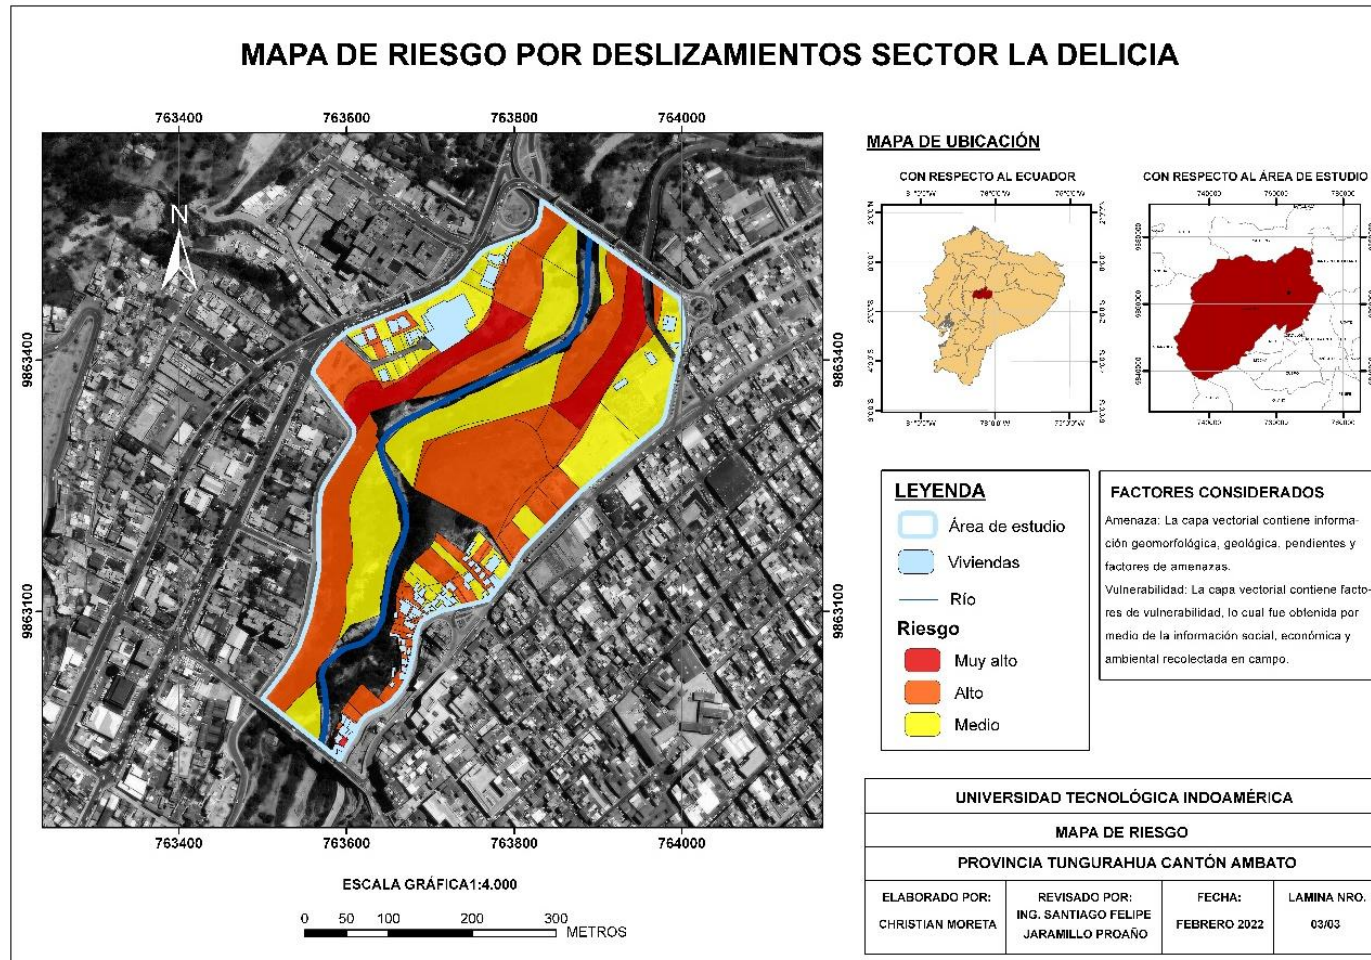 MAPA DE RIESGO POR DESLIZAMIENTOS SECTOR LA DELICIA
763400 763600 763800 764000
N
9863400
9863100
9863400
9863100
763400 763600 763800 764000
ESCALA GRÁFICA1:4.000
0 50 100 200 300
METROS
MAPA DE UBICACIÓN
CON RESPECTO AL ECUADOR
CON RESPECTO AL ÁREA DE ESTUDIO
740000 760000 780000
740000 760000 780000
LEYENDA
Área de estudio
Viviendas
Río
Riesgo
Muy alto
Alto
Medio
FACTORES CONSIDERADOS
Amenaza: La capa vectorial contiene informa-
ción geomorfológica, geológica, pendientes y
factores de amenazas.
Vulnerabilidad: La capa vectorial contiene facto-
res de vulnerabilidad, lo cual fue obtenida por
medio de la información social, económica y
ambiental recolectada en campo.
UNIVERSIDAD TECNOLÓGICA INDOAMÉRICA
MAPA DE RIESGO
PROVINCIA TUNGURAHUA CANTÓN AMBATO
ELABORADO POR:
CHRISTIAN MORETA
REVISADO POR:
ING. SANTIAGO FELIPE
JARAMILLO PROAÑO
FECHA:
FEBRERO 2022
LAMINA NRO.
03/03